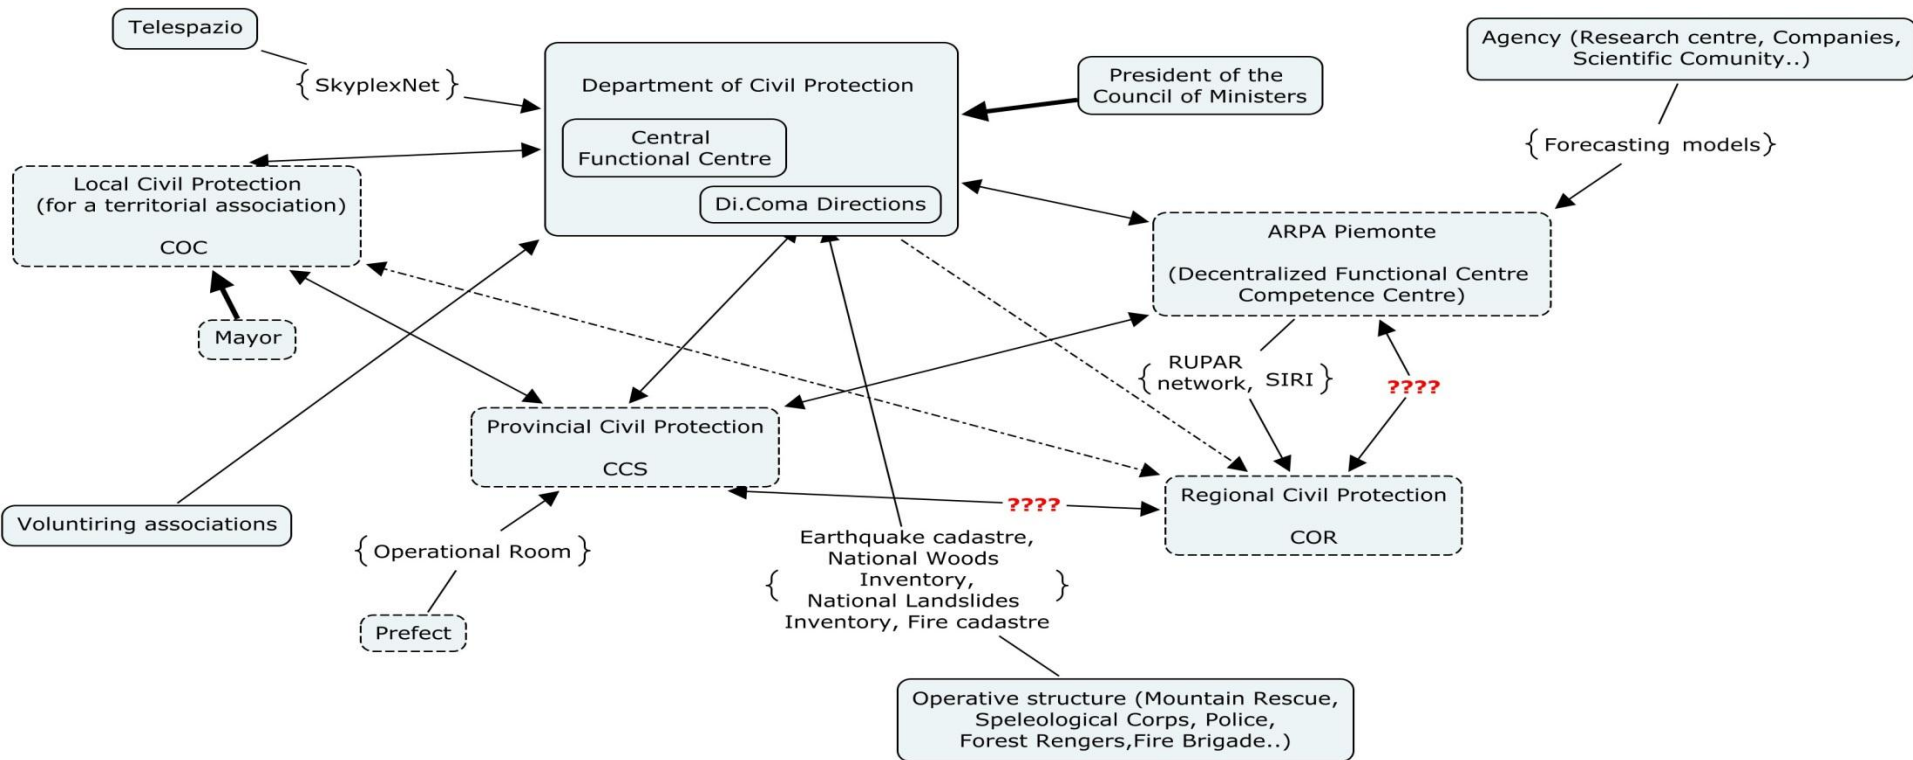 Telespazio
{ SkyplexNet }
Department of Civil Protection
Central
Functional Centre
Di.Coma Directions
President of the
Council of Ministers
Agency (Research centre, Companies,
Scientific Comunity..)
{ Forecasting models }
Local Civil Protection
(for a territorial association)
COC
Mayor
ARPA Piemonte
(Decentralized Functional Centre
Competence Centre)
{ RUPAR
network, SIRI }
????
Provincial Civil Protection
CCS
????
Regional Civil Protection
COR
Voluntiring associations
{ Operational Room }
Prefect
Earthquake cadastre,
National Woods
{ Inventory, }
National Landslides
Inventory, Fire cadastre
Operative structure (Mountain Rescue,
Speleological Corps, Police,
Forest Rengers,Fire Brigade..)